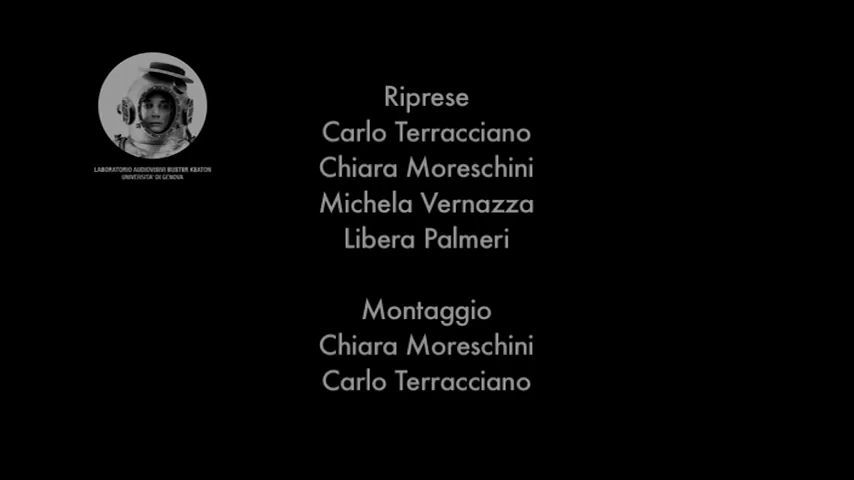 LABORATORIO AUDIOVISIVI BUSTER KEATON
UNIVERSITA' DI GENOVA
Riprese
Carlo Terracciano
Chiara Moreschini
Michela Vernazza
Libera Palmeri
Montaggio
Chiara Moreschini
Carlo Terracciano